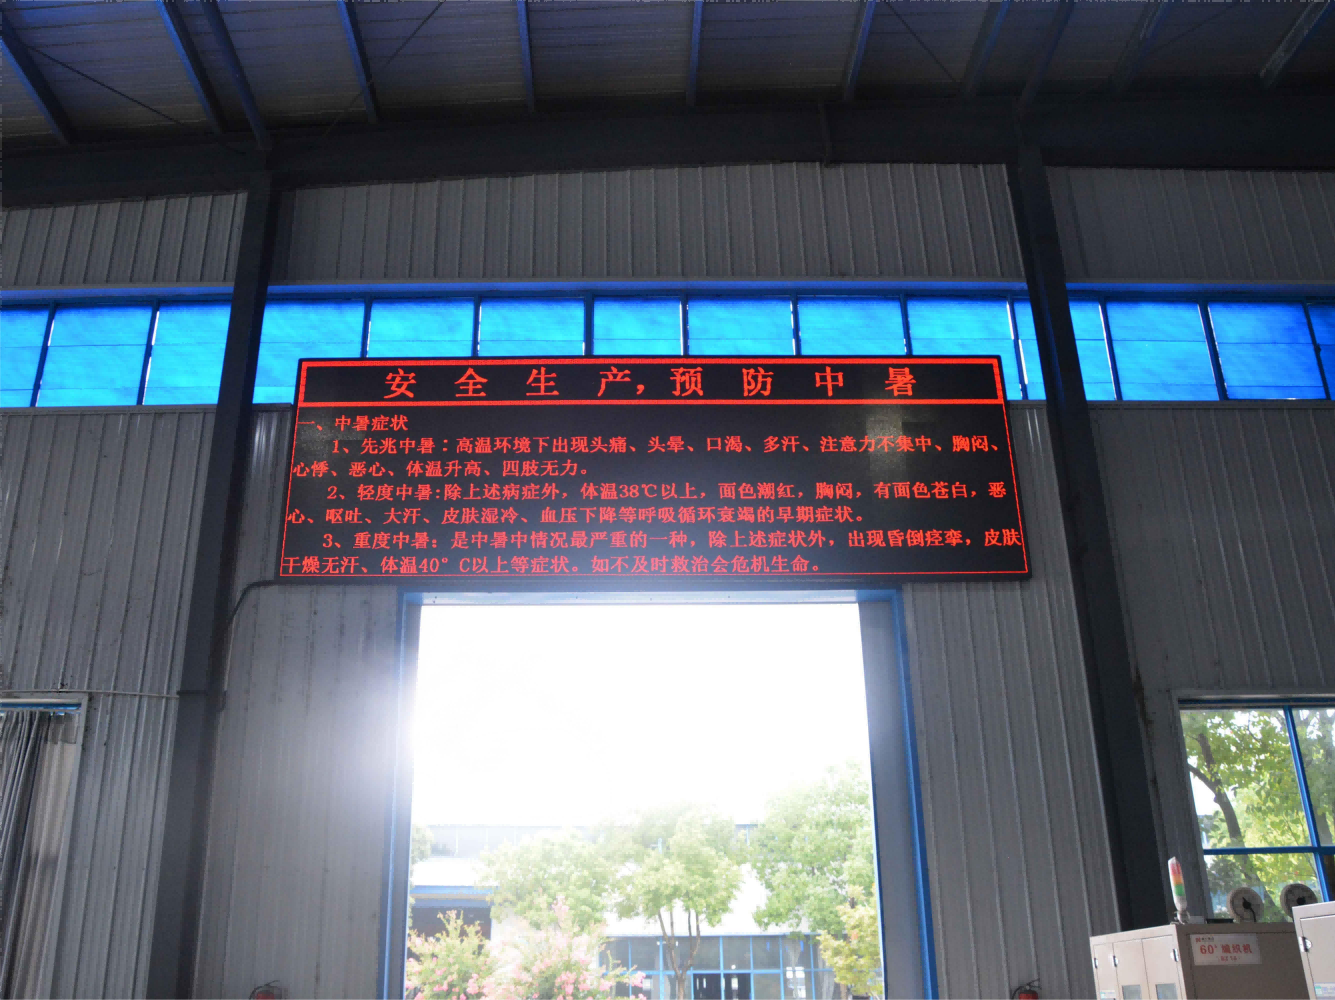 安全生产,预防中暑
一、中暑症状
1、先兆中暑：高温环境下出现头痛、头晕、口渴、多汗、注意力不集中、胸闷、
心悸、恶心、体温升高、四肢无力。
2、轻度中暑:除上述病症外，体温38℃以上，面色潮红，胸闷，有面色苍白，恶
心、呕吐、大汗、皮肤湿冷、血压下降等呼吸循环衰竭的早期症状。
3、重度中暑：是中暑中情况最严重的一种，除上述症状外，出现昏倒痉挛，皮肤
干燥无汗、体温40°C以上等症状。如不及时救治会危机生命。
60°编织机